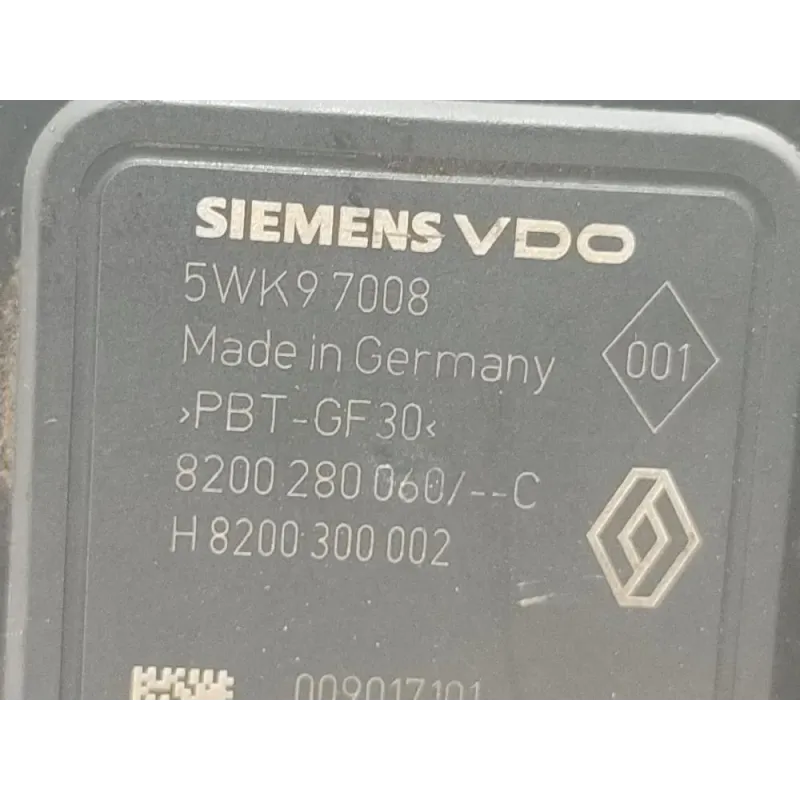 SIEMENS VDO
5WK9 7008
Made in Germany
001
>PBT-GF30<
8200 280 060/--C
H 8200 300 002
009017101